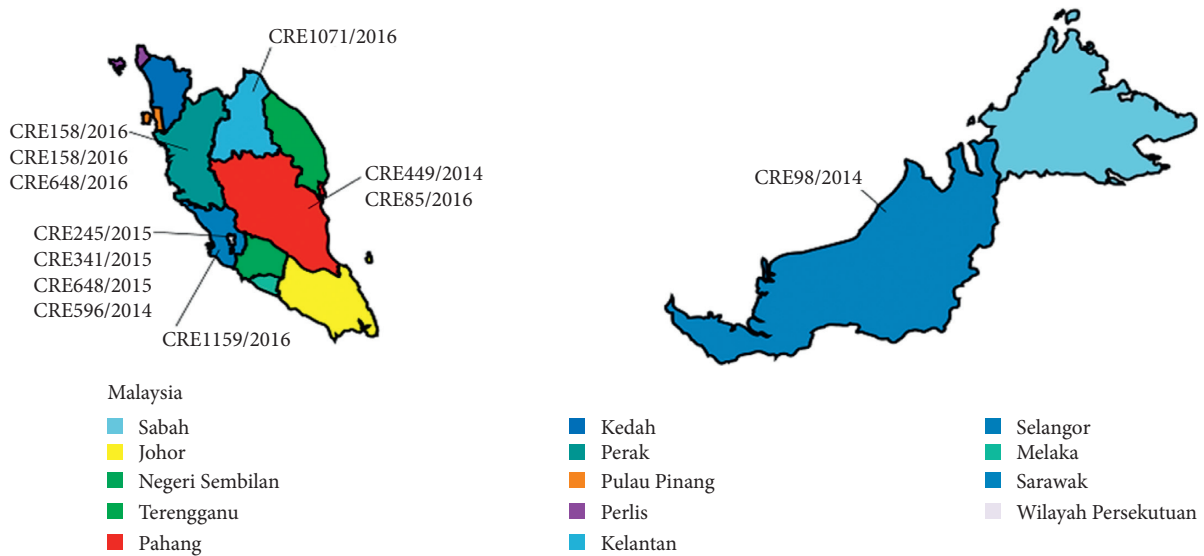 CRE1071/2016
CRE158/2016
CRE158/2016
CRE648/2016
CRE449/2014
CRE85/2016
CRE245/2015
CRE341/2015
CRE648/2015
CRE596/2014
CRE1159/2016
CRE98/2014
Malaysia
Sabah
Johor
Negeri Sembilan
Terengganu
Pahang
Kedah
Perak
Pulau Pinang
Perlis
Kelantan
Selangor
Melaka
Sarawak
Wilayah Persekutuan